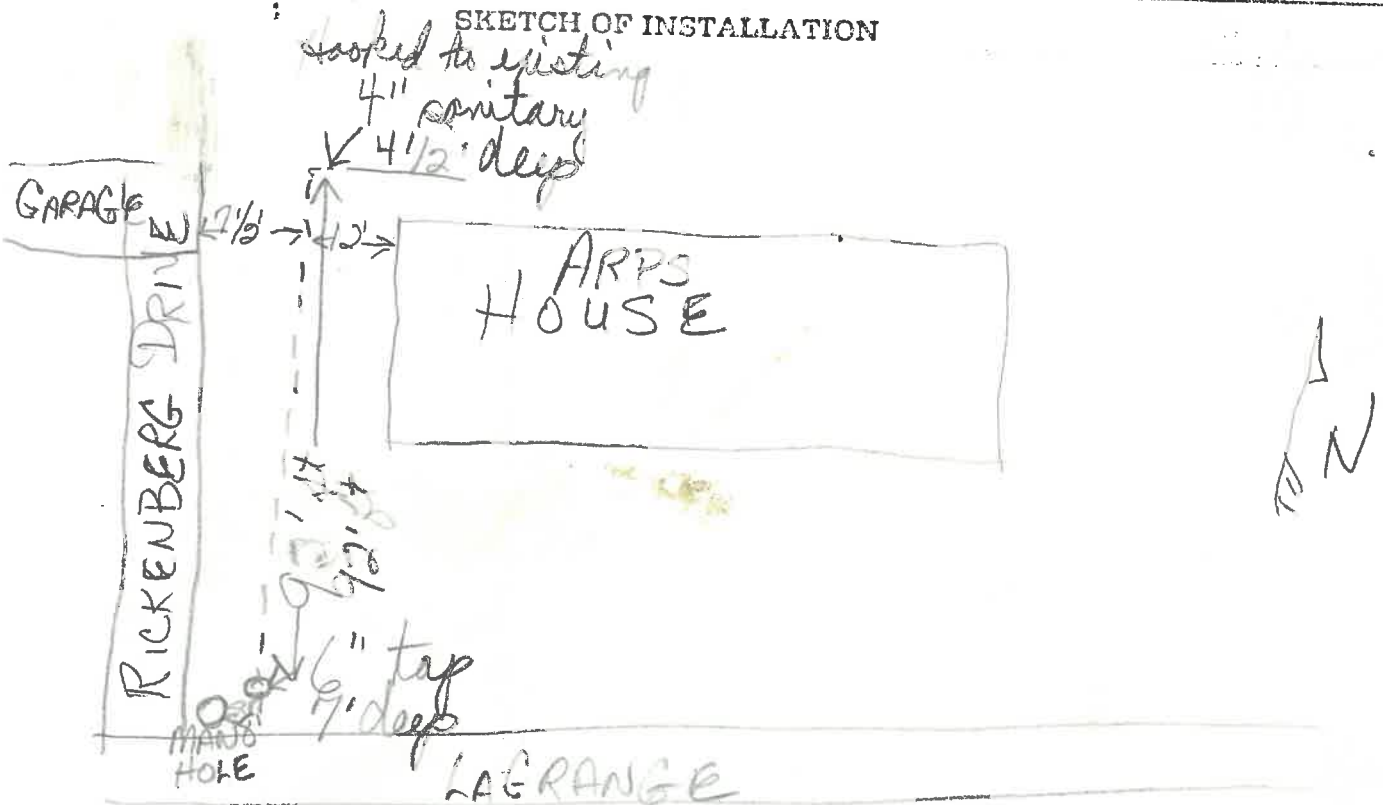 SKETCH OF INSTALLATION
Hooked to existing
4" sanitary
4 1/2' deep
GARAGE
7 1/2'
12'
ARPS
HOUSE
RICKENBERG DRIVE
N
92'
6" tap
7' deep
MAN
HOLE
LAGRANGE